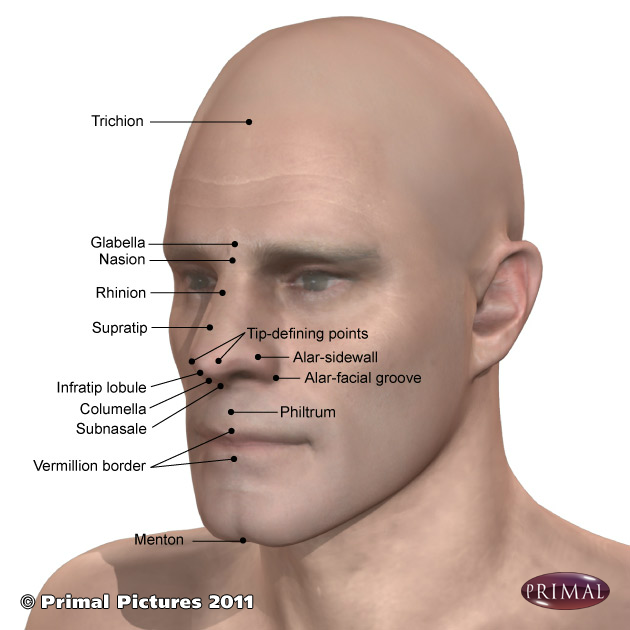 Trichion
Glabella
Nasion
Rhinion
Supratip
Tip-defining points
Alar-sidewall
Alar-facial groove
Infratip lobule
Columella
Philtrum
Subnasale
Vermillion border
Menton
© Primal Pictures 2011
PRIMAL